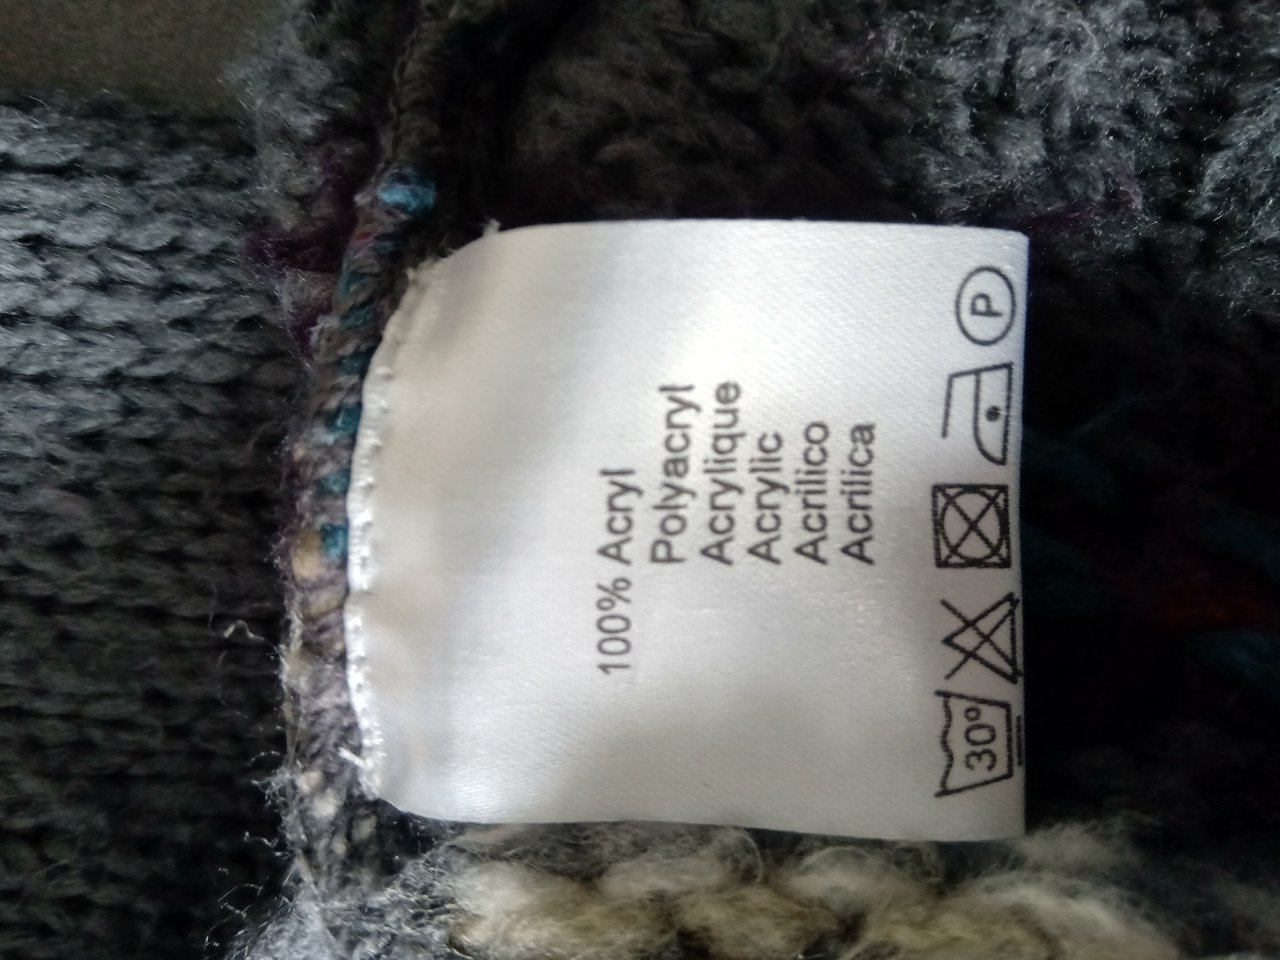 100% Acryl
Polyacryl
Acrylique
Acrylic
Acrilico
Acrilica
30° P